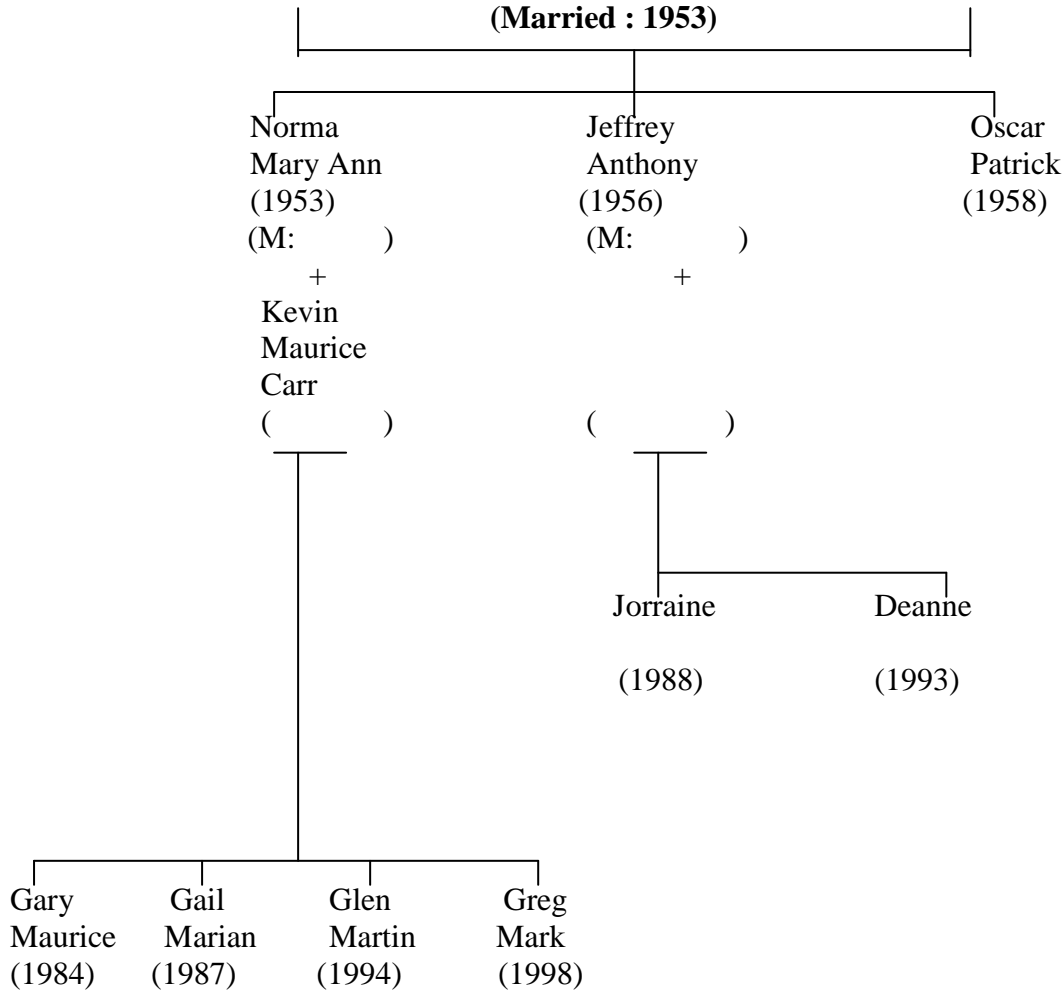 (Married : 1953)
Norma
Mary Ann
(1953)
(M: )
+
Kevin
Maurice
Carr
( )
Jeffrey
Anthony
(1956)
(M: )
+
( )
Oscar
Patrick
(1958)
Jorraine
(1988)
Deanne
(1993)
Gary
Maurice
(1984)
Gail
Marian
(1987)
Glen
Martin
(1994)
Greg
Mark
(1998)